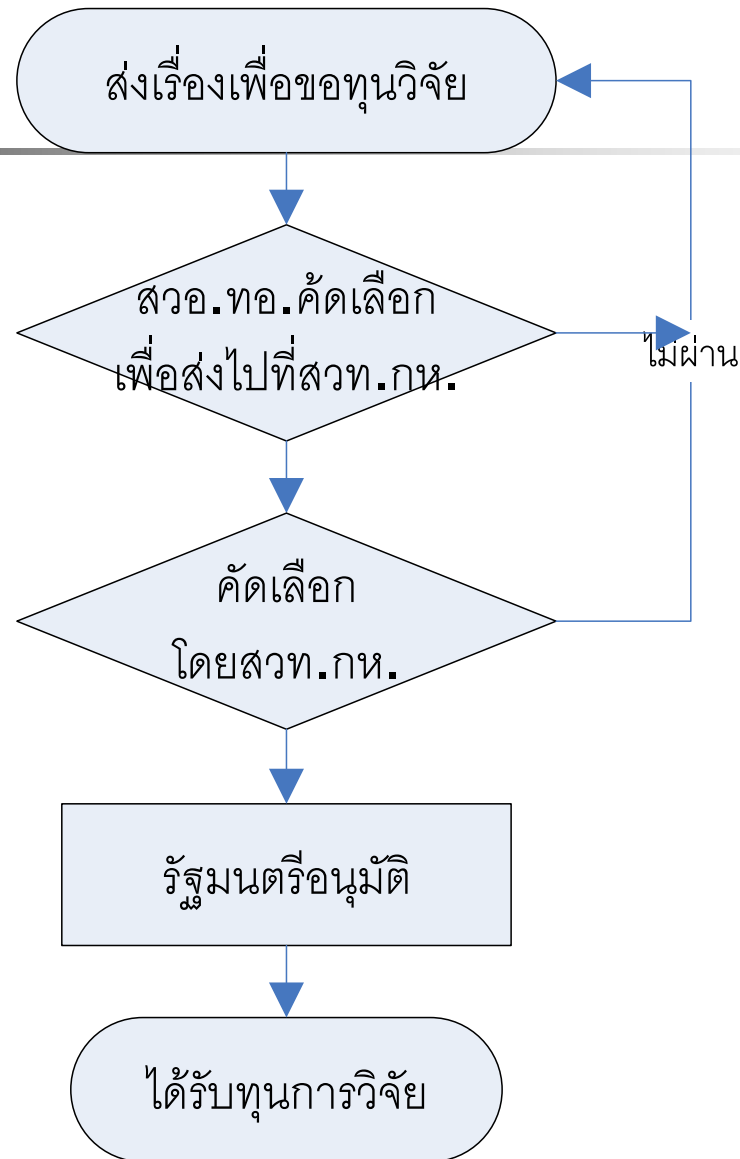 ส่งเรื่องเพื่อขอทุนวิจัย
สวอ.ทอ.คัดเลือก
เพื่อส่งไปที่สวท.กห.
ไม่ผ่าน
คัดเลือก
โดยสวท.กห.
รัฐมนตรีอนุมัติ
ได้รับทุนการวิจัย